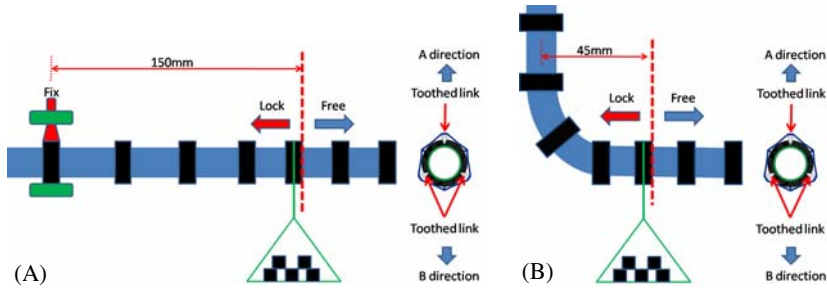 150mm
Fix
Lock
Free
A direction
Toothed link
Toothed link
B direction
(A)
45mm
Lock
Free
A direction
Toothed link
Toothed link
B direction
(B)